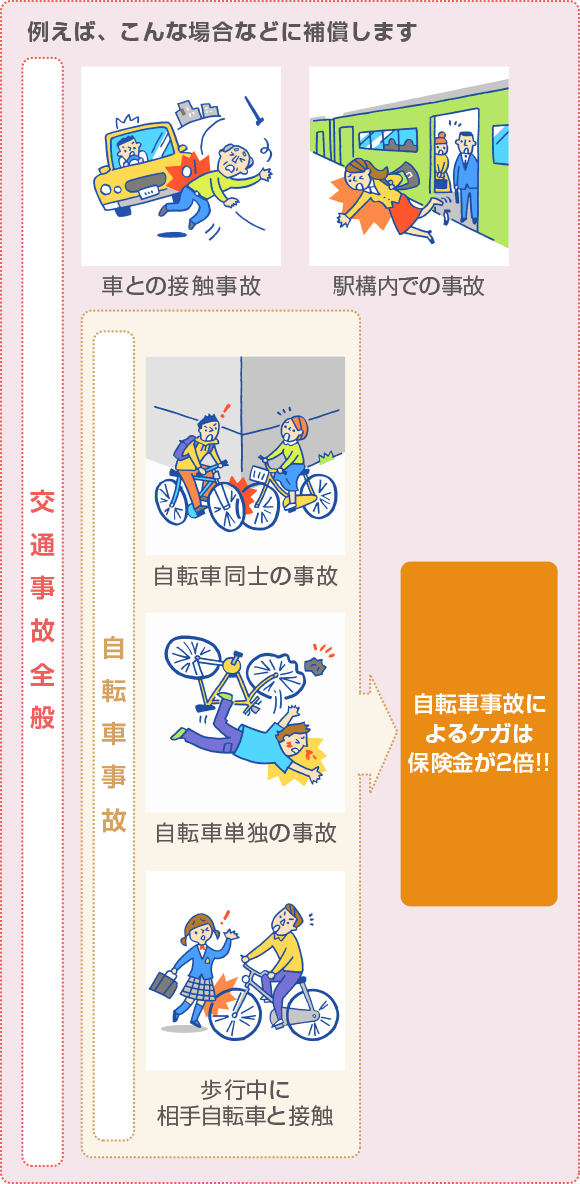 例えば、こんな場合などに補償します
車との接触事故
駅構内での事故
交通事故全般
自転車事故
自転車同士の事故
自転車単独の事故
歩行中に
相手自転車と接触
自転車事故に
よるケガは
保険金が2倍!!